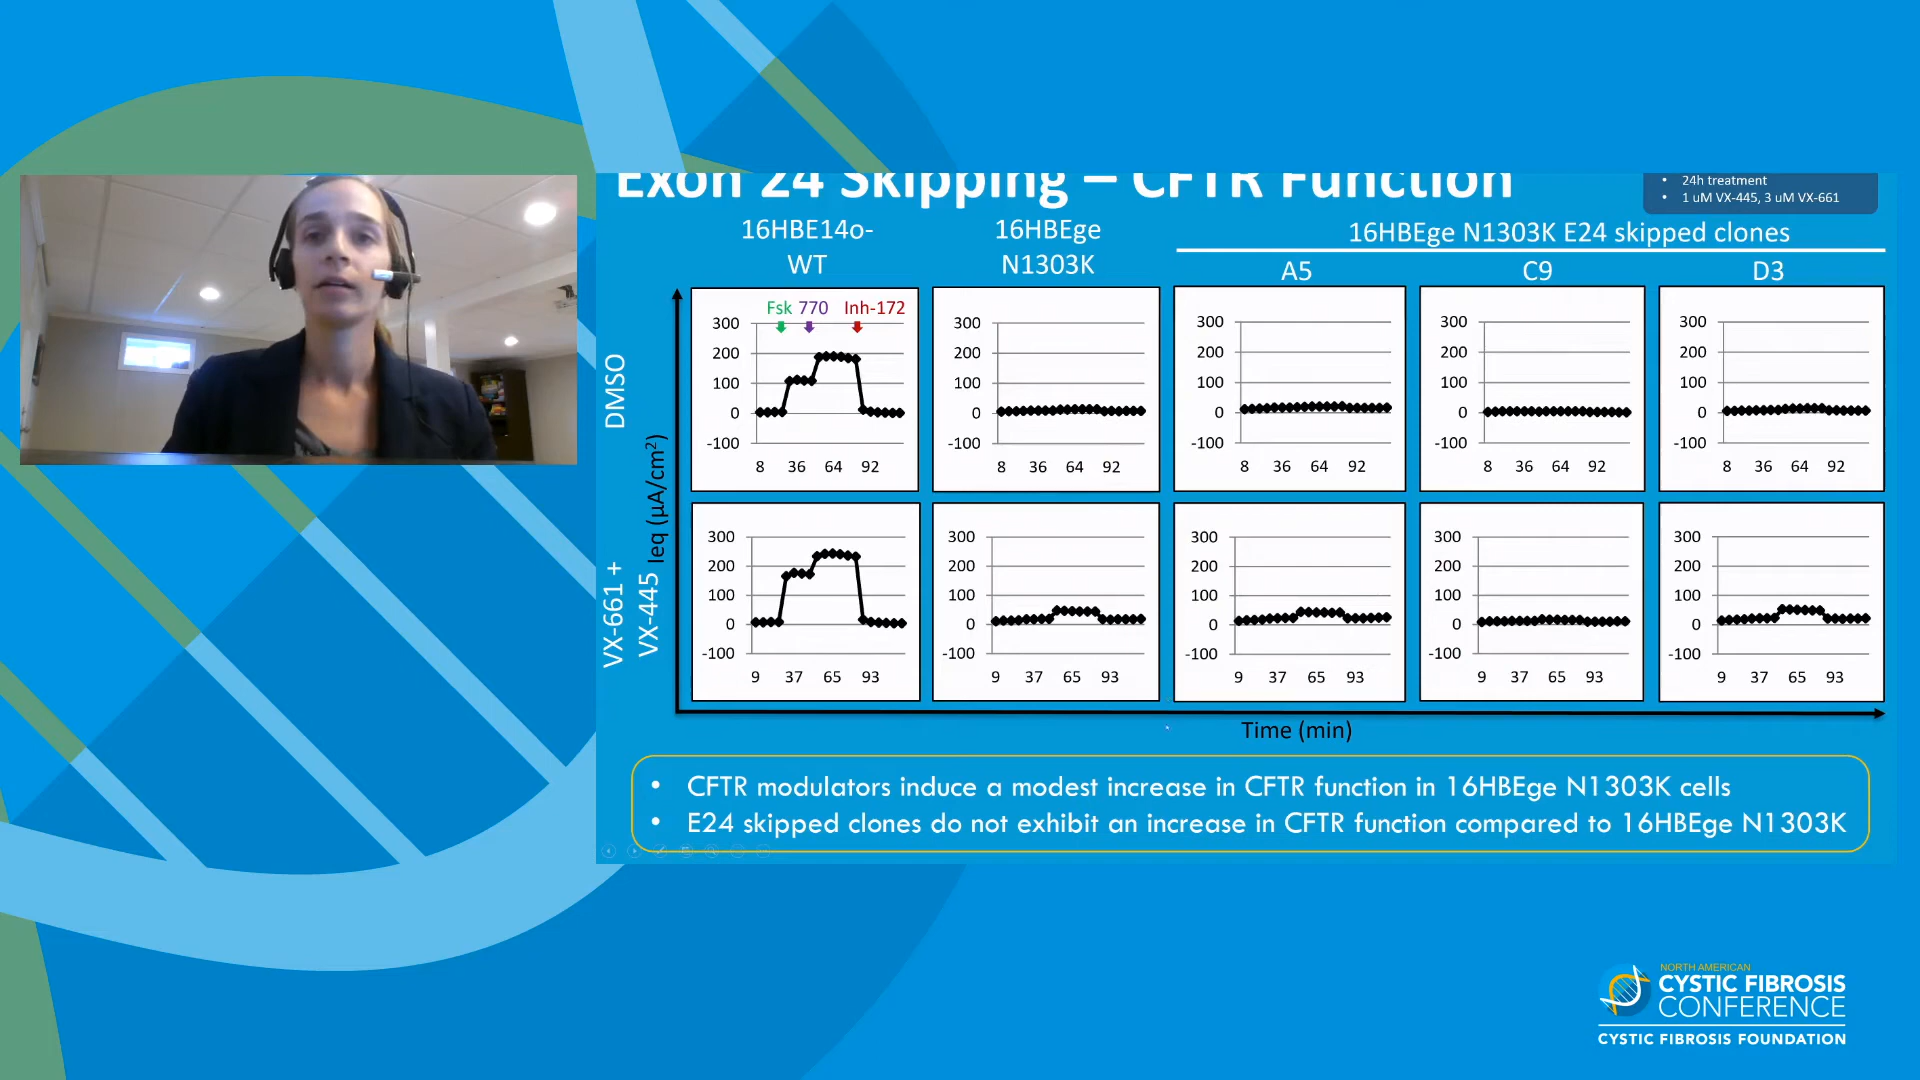 Exon 24 Skipping – CFTR Function
• 24h treatment
• 1 uM VX-445, 3 uM VX-661
16HBE14o-
WT
16HBEge
N1303K
16HBEge N1303K E24 skipped clones
A5
C9
D3
DMSO
VX-661 +
VX-445
Ieq (µA/cm²)
Fsk 770 Inh-172
300
200
100
0
-100
8 36 64 92
300
200
100
0
-100
8 36 64 92
300
200
100
0
-100
8 36 64 92
300
200
100
0
-100
8 36 64 92
300
200
100
0
-100
8 36 64 92
300
200
100
0
-100
9 37 65 93
300
200
100
0
-100
9 37 65 93
300
200
100
0
-100
9 37 65 93
300
200
100
0
-100
9 37 65 93
300
200
100
0
-100
9 37 65 93
Time (min)
• CFTR modulators induce a modest increase in CFTR function in 16HBEge N1303K cells
• E24 skipped clones do not exhibit an increase in CFTR function compared to 16HBEge N1303K
NORTH AMERICAN
CYSTIC FIBROSIS
CONFERENCE
CYSTIC FIBROSIS FOUNDATION